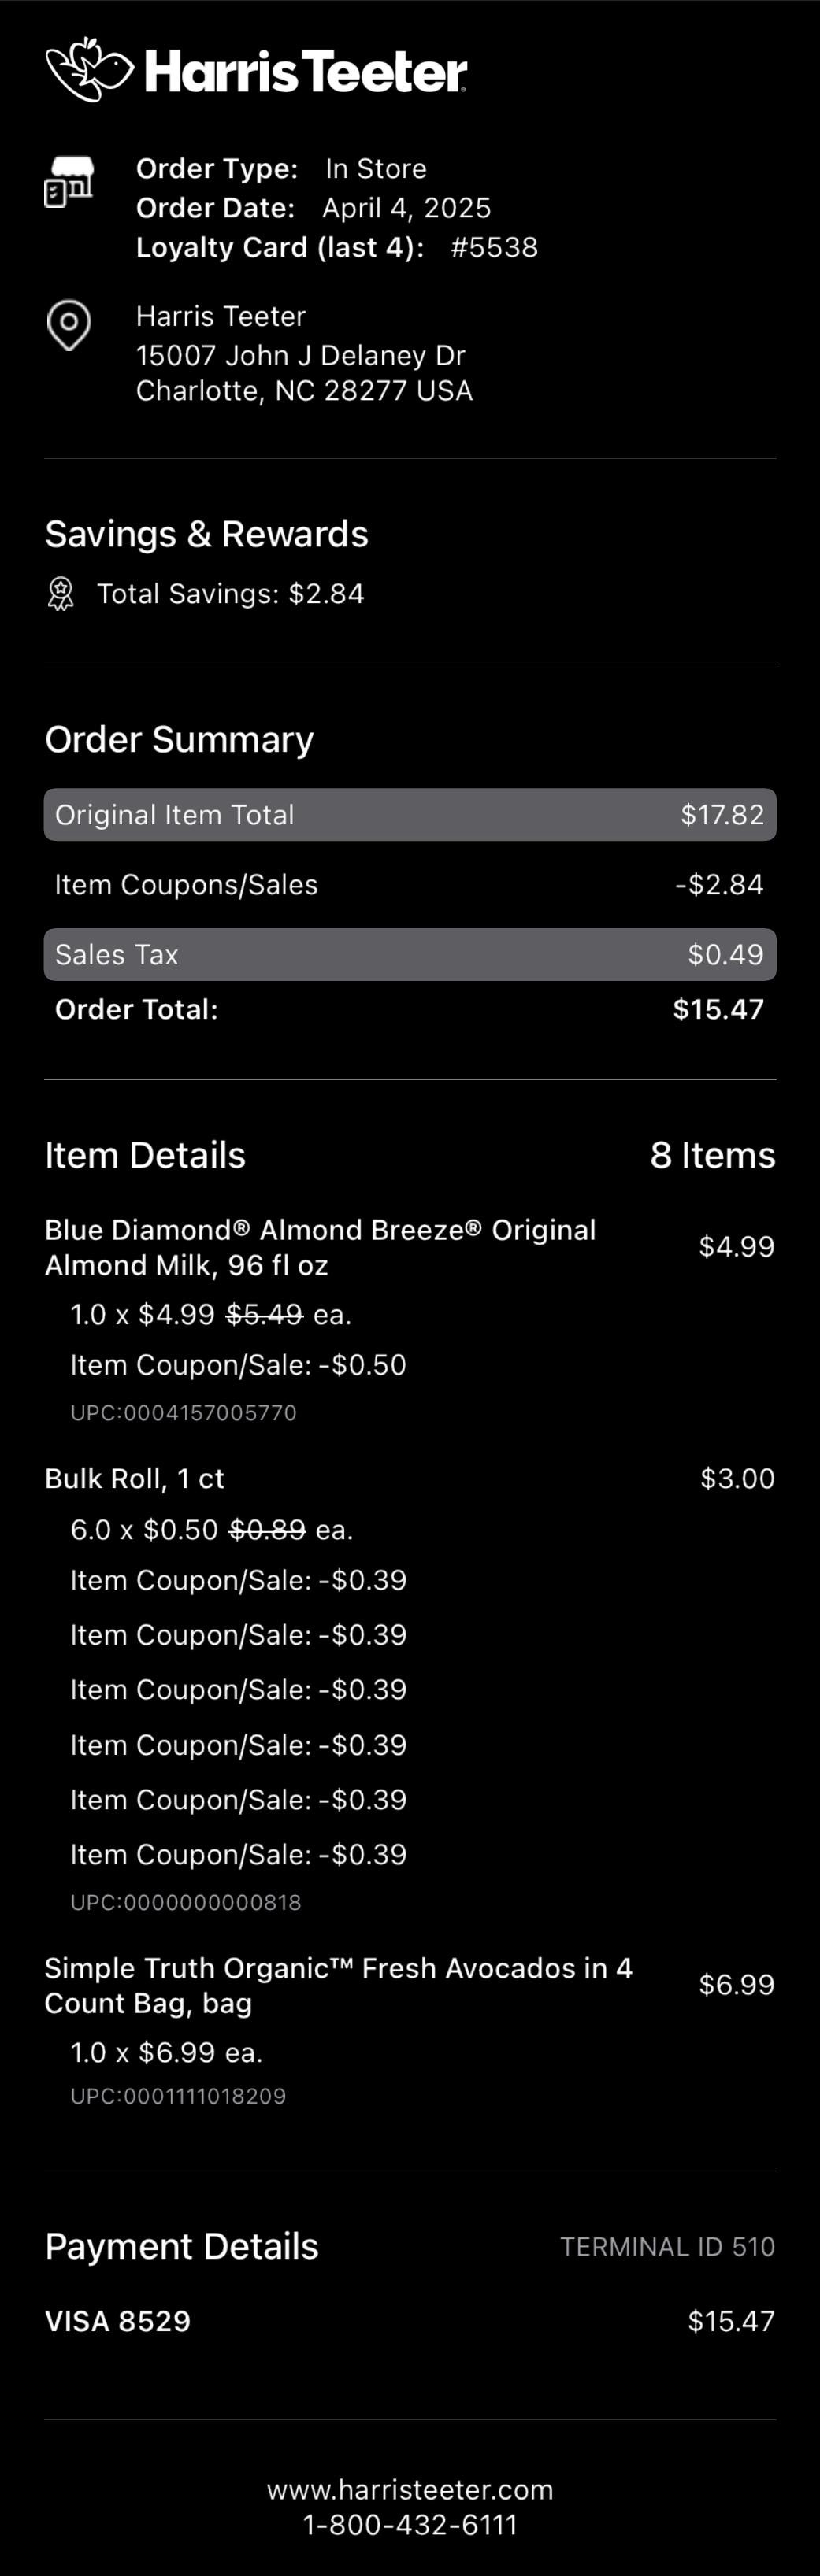 Harris Teeter
Order Type: In Store
Order Date: April 4, 2025
Loyalty Card (last 4): #5538
Harris Teeter
15007 John J Delaney Dr
Charlotte, NC 28277 USA
Savings & Rewards
Total Savings: $2.84
Order Summary
Original Item Total $17.82
Item Coupons/Sales -$2.84
Sales Tax $0.49
Order Total: $15.47
Item Details 8 Items
Blue Diamond® Almond Breeze® Original
Almond Milk, 96 fl oz $4.99
1.0 x $4.99 $5.49 ea.
Item Coupon/Sale: -$0.50
UPC:0004157005770
Bulk Roll, 1 ct $3.00
6.0 x $0.50 $0.89 ea.
Item Coupon/Sale: -$0.39
Item Coupon/Sale: -$0.39
Item Coupon/Sale: -$0.39
Item Coupon/Sale: -$0.39
Item Coupon/Sale: -$0.39
Item Coupon/Sale: -$0.39
UPC:0000000000818
Simple Truth Organic™ Fresh Avocados in 4
Count Bag, bag $6.99
1.0 x $6.99 ea.
UPC:0001111018209
Payment Details TERMINAL ID 510
VISA 8529 $15.47
www.harristeeter.com
1-800-432-6111